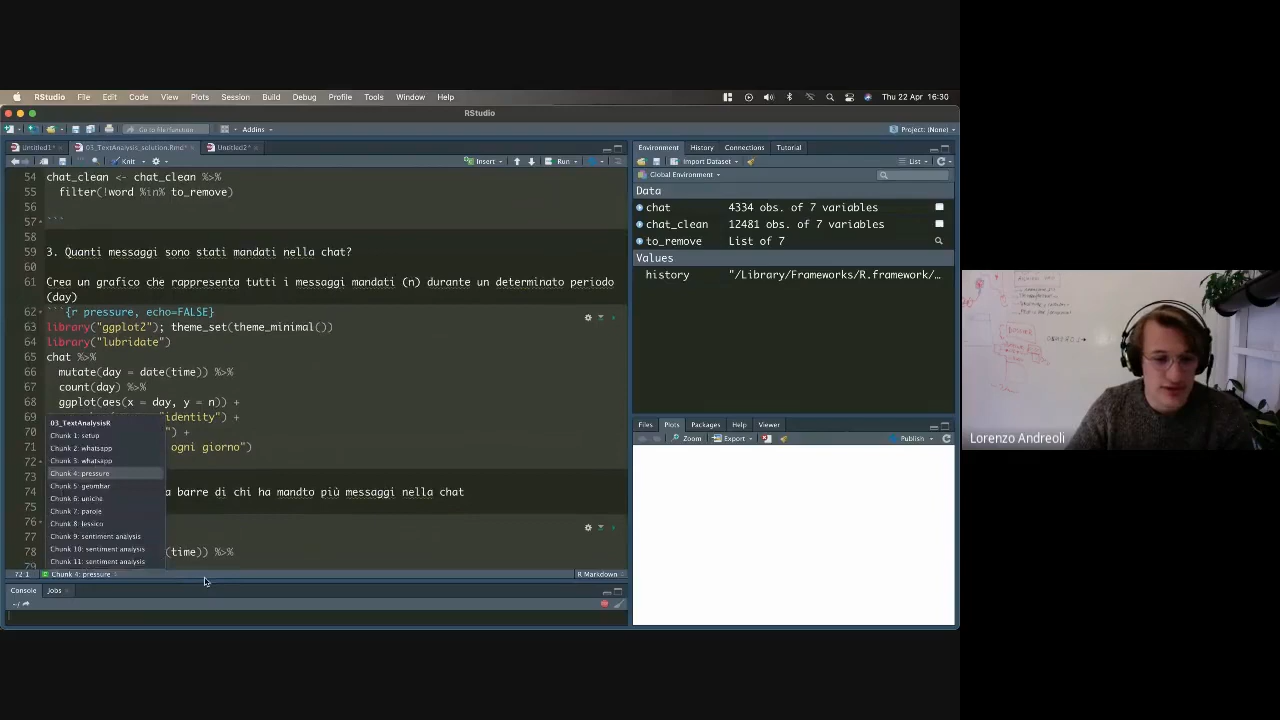 RStudio File Edit Code View Plots Session Build Debug Profile Tools Window Help Thu 22 Apr 16:30
RStudio
Go to File/Function Addins Project: (None)
Untitled1* 03_TextAnalysis_solution.Rmd* Untitled2*
Knit Insert Run
54 chat_clean <- chat_clean %>%
55 filter(!word %in% to_remove)
56
57 ```
58
59 3. Quanti messaggi sono stati mandati nella chat?
60
61 Crea un grafico che rappresenta tutti i messaggi mandati (n) durante un determinato periodo
(day)
62 ```{r pressure, echo=FALSE}
63 library("ggplot2"); theme_set(theme_minimal())
64 library("lubridate")
65 chat %>%
66 mutate(day = date(time)) %>%
67 count(day) %>%
68 ggplot(aes(x = day, y = n)) +
69 "identity") +
70 ") +
71 ogni giorno")
72
73
74 a barre di chi ha mandto più messaggi nella chat
75
76
77
78 (time)) %>%
79
03_TextAnalysisR
Chunk 1: setup
Chunk 2: whatsapp
Chunk 3: whatsapp
Chunk 4: pressure
Chunk 5: geombar
Chunk 6: uniche
Chunk 7: parole
Chunk 8: lessico
Chunk 9: sentiment analysis
Chunk 10: sentiment analysis
Chunk 11: sentiment analysis
72:1 Chunk 4: pressure R Markdown
Console Jobs
~/
Environment History Connections Tutorial
Import Dataset List
Global Environment
Data
chat 4334 obs. of 7 variables
chat_clean 12481 obs. of 7 variables
to_remove List of 7
Values
history "/Library/Frameworks/R.framework/…
Files Plots Packages Help Viewer
Zoom Export Publish
Lorenzo Andreoli